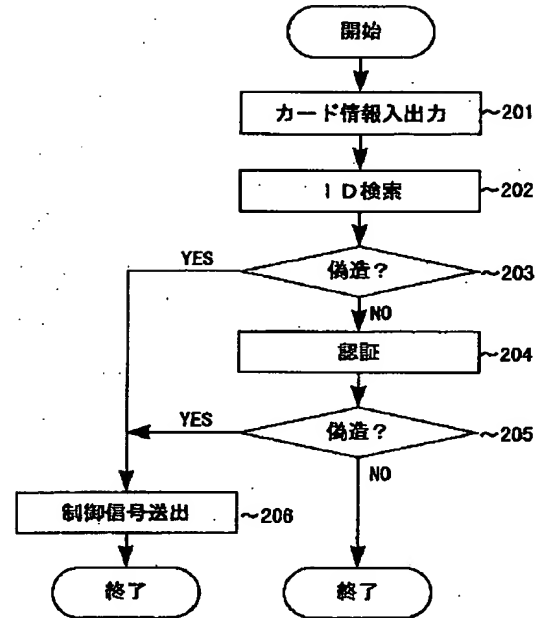 開始
カード情報入出力 ~201
ID検索 ~202
YES 偽造? ~203
NO
認証 ~204
YES 偽造? ~205
NO
制御信号送出 ~206
終了 終了